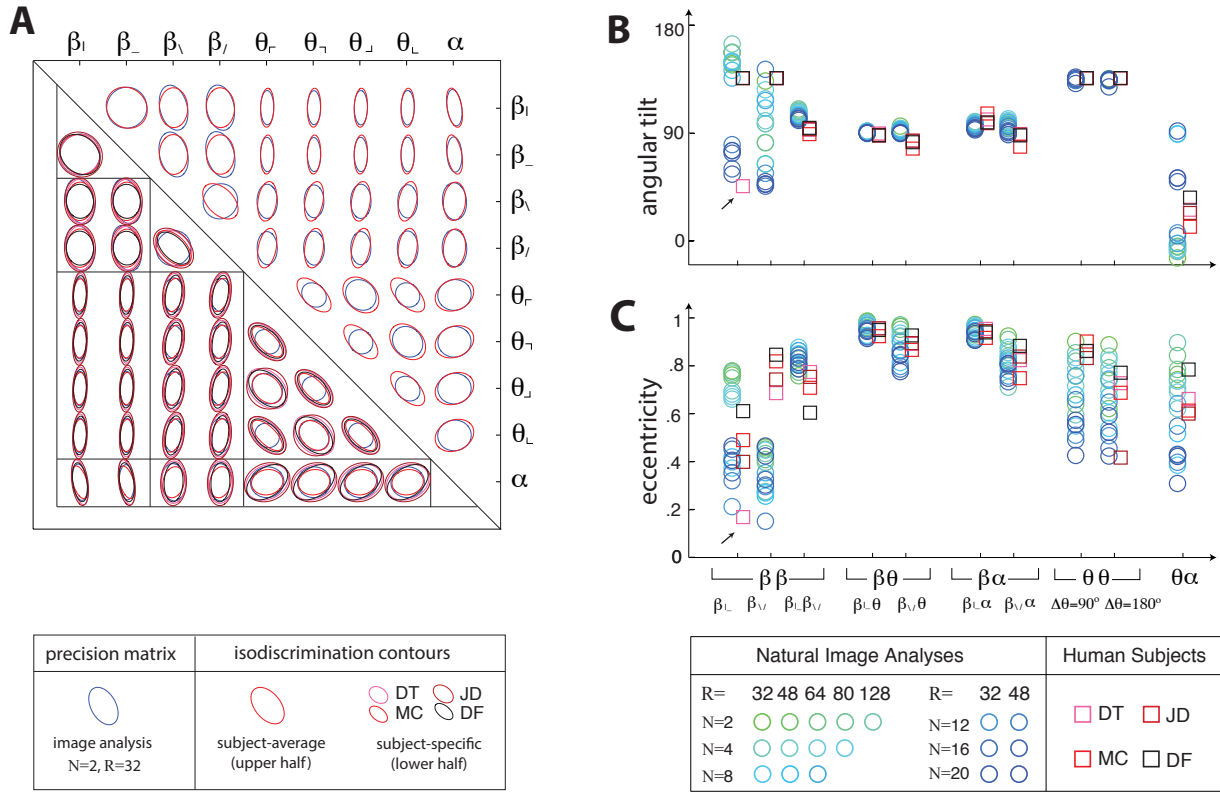 A
β| β_ β\ β/ θ⌜ θ⌝ θ⌟ θ⌞ α
β|
β_
β\
β/
θ⌜
θ⌝
θ⌟
θ⌞
α
precision matrix
isodiscrimination contours
image analysis
N=2, R=32
subject-average
(upper half)
DT JD
MC DF
subject-specific
(lower half)
B
angular tilt
180
90
0
C
eccentricity
1
.8
.6
.4
.2
0
ββ βθ βα θθ θα
β|_ β\/ β|_β\/ β|_θ β\/θ β|_α β\/α Δθ=90° Δθ=180°
Natural Image Analyses
Human Subjects
R= 32 48 64 80 128 R= 32 48
N=2 N=12
N=4 N=16
N=8 N=20
DT JD
MC DF